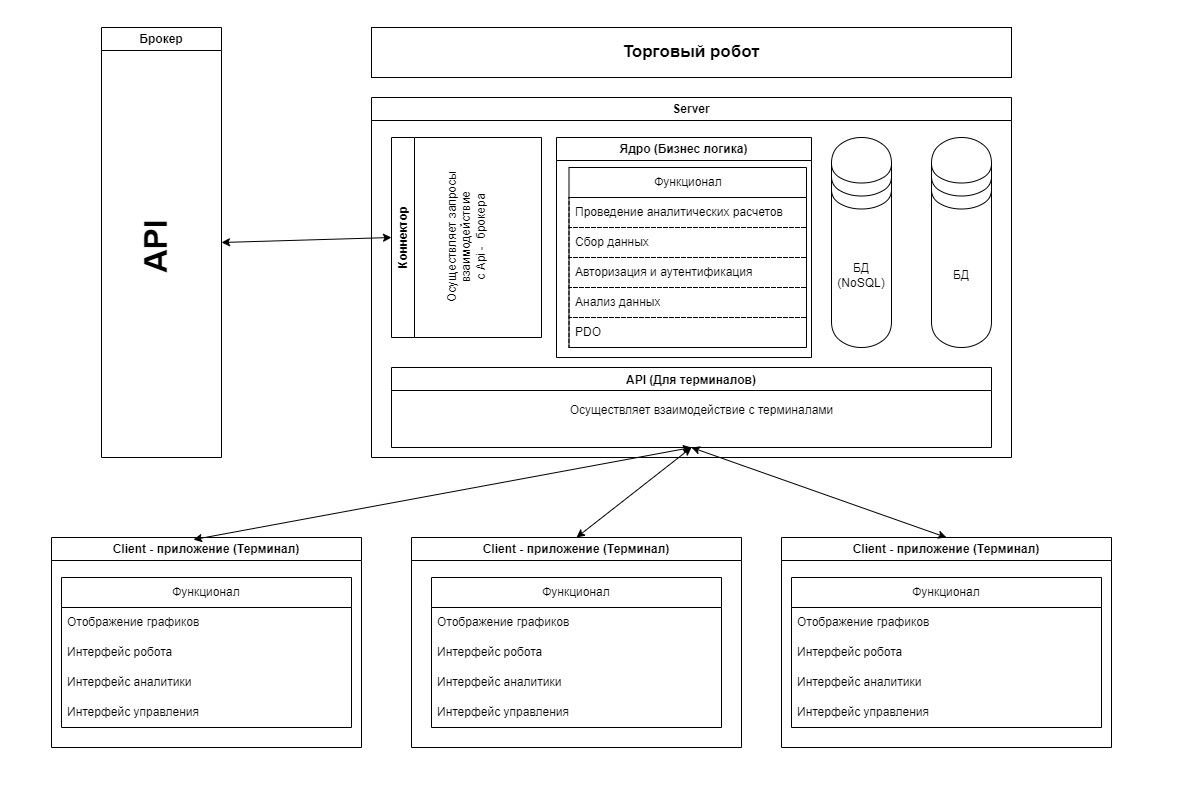 Брокер
API
Торговый робот
Server
Коннектор
Осуществляет запросы
взаимодействие
с Api - брокера
Ядро (Бизнес логика)
Функционал
Проведение аналитических расчетов
Сбор данных
Авторизация и аутентификация
Анализ данных
PDO
БД
(NoSQL)
БД
API (Для терминалов)
Осуществляет взаимодействие с терминалами
Client - приложение (Терминал)
Функционал
Отображение графиков
Интерфейс робота
Интерфейс аналитики
Интерфейс управления
Client - приложение (Терминал)
Функционал
Отображение графиков
Интерфейс робота
Интерфейс аналитики
Интерфейс управления
Client - приложение (Терминал)
Функционал
Отображение графиков
Интерфейс робота
Интерфейс аналитики
Интерфейс управления